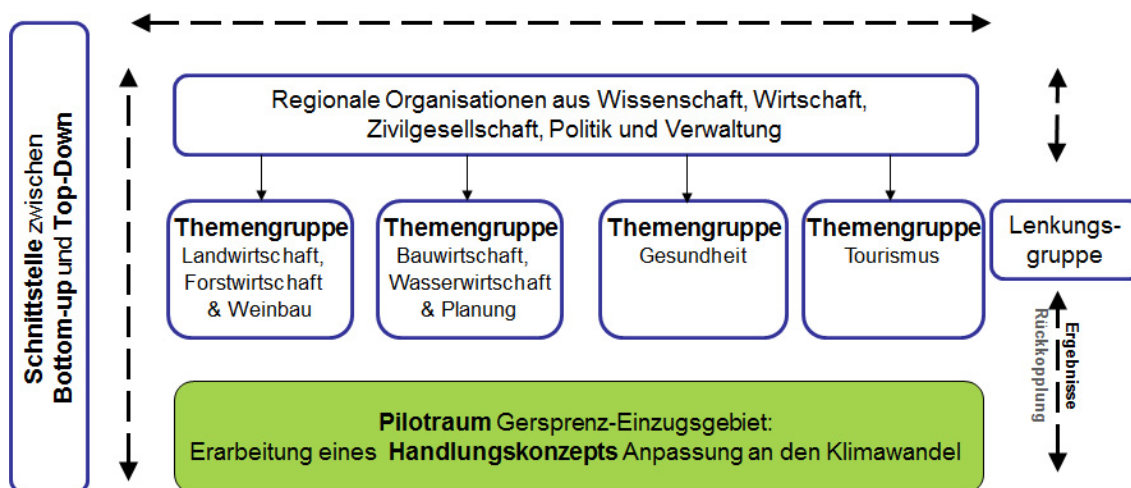 Schnittstelle zwischen
Bottom-up und Top-Down
Regionale Organisationen aus Wissenschaft, Wirtschaft,
Zivilgesellschaft, Politik und Verwaltung
Themengruppe
Landwirtschaft,
Forstwirtschaft
& Weinbau
Themengruppe
Bauwirtschaft,
Wasserwirtschaft
& Planung
Themengruppe
Gesundheit
Themengruppe
Tourismus
Lenkungs-
gruppe
Ergebnisse
Rückkopplung
Pilotraum Gersprenz-Einzugsgebiet:
Erarbeitung eines Handlungskonzepts Anpassung an den Klimawandel